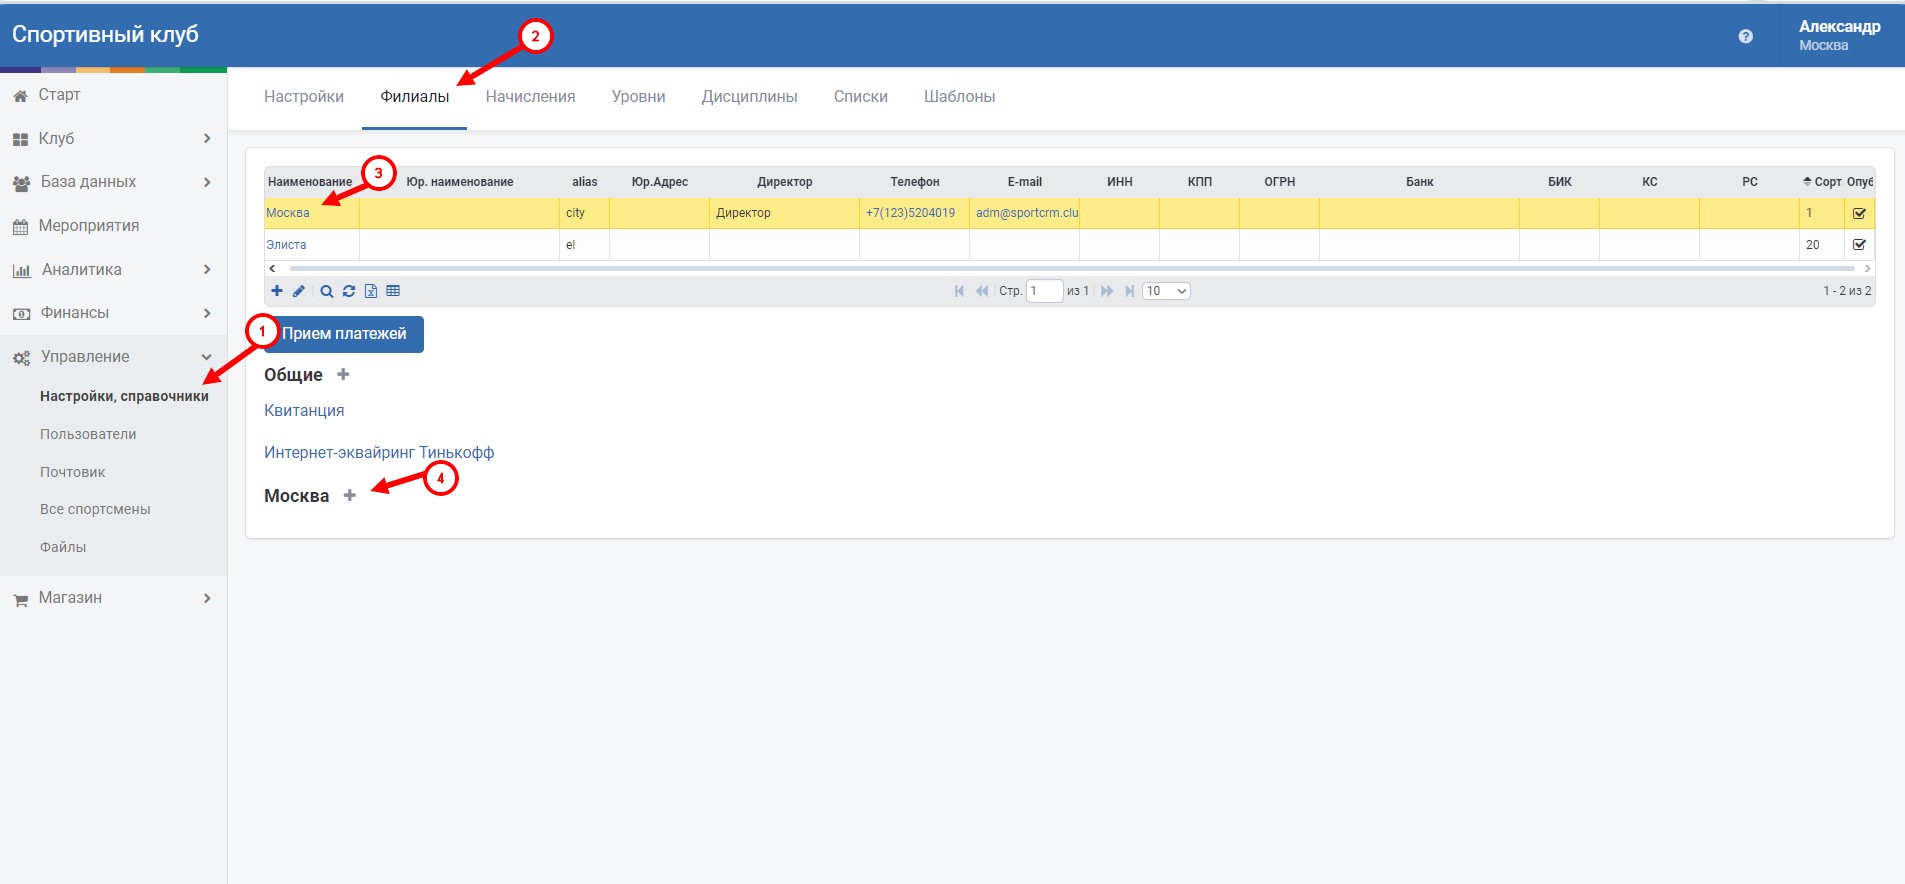 Спортивный клуб
Александр
Москва
Старт
Клуб
База данных
Мероприятия
Аналитика
Финансы
Управление
Настройки, справочники
Пользователи
Почтовик
Все спортсмены
Файлы
Магазин
Настройки Филиалы Начисления Уровни Дисциплины Списки Шаблоны
2
3
Наименование Юр. наименование alias Юр.Адрес Директор Телефон E-mail ИНН КПП ОГРН Банк БИК КС РС Сорт Опуб
Москва city Директор +7(123)5204019 adm@sportcrm.clu 1
Элиста el 20
Стр. 1 из 1 10 1 - 2 из 2
1
Прием платежей
Общие +
Квитанция
Интернет-эквайринг Тинькофф
4
Москва +